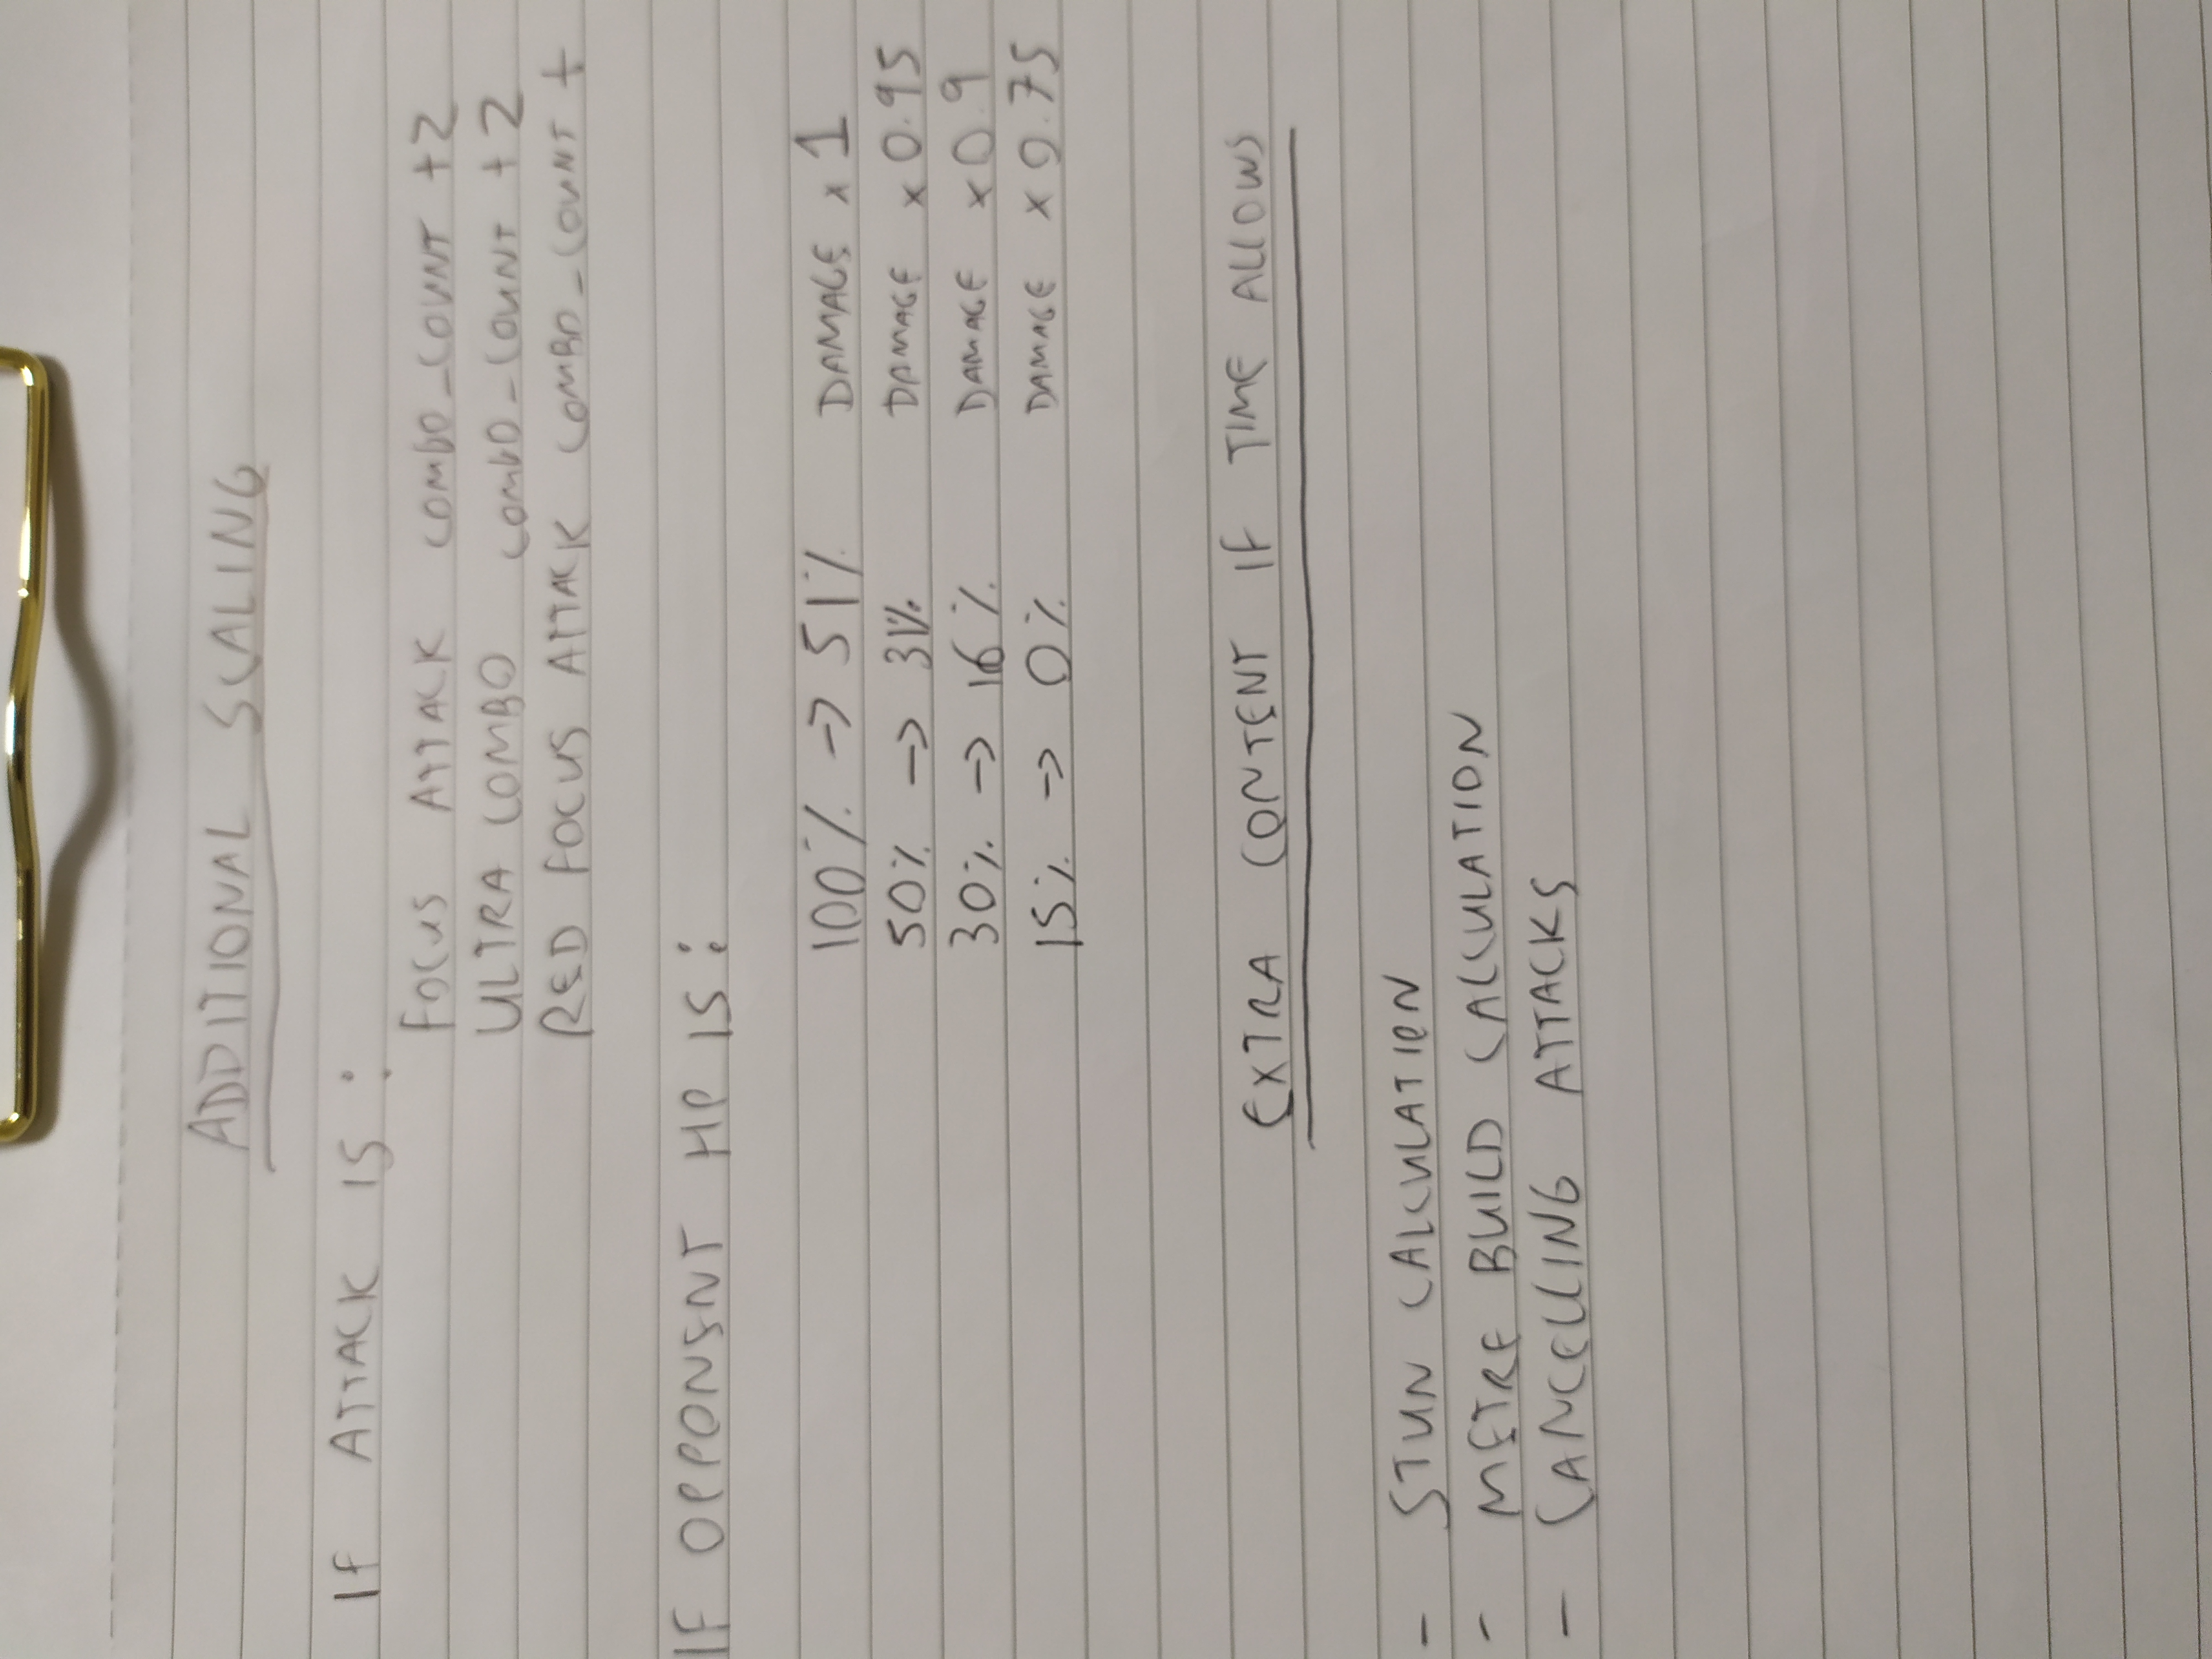 ADDITIONAL SCALING
IF ATTACK IS :
FOCUS ATTACK COMBO_COUNT +2
ULTRA COMBO COMBO_COUNT +2
RED FOCUS ATTACK COMBO_COUNT +
IF OPPONENT HP IS :
100% -> 51% DAMAGE x 1
50% -> 31% DAMAGE x 0.95
30% -> 16% DAMAGE x 0.9
15% -> 0% DAMAGE x 0.75
EXTRA CONTENT IF TIME ALLOWS
- STUN CALCULATION
- METRE BUILD CALCULATION
- CANCELLING ATTACKS